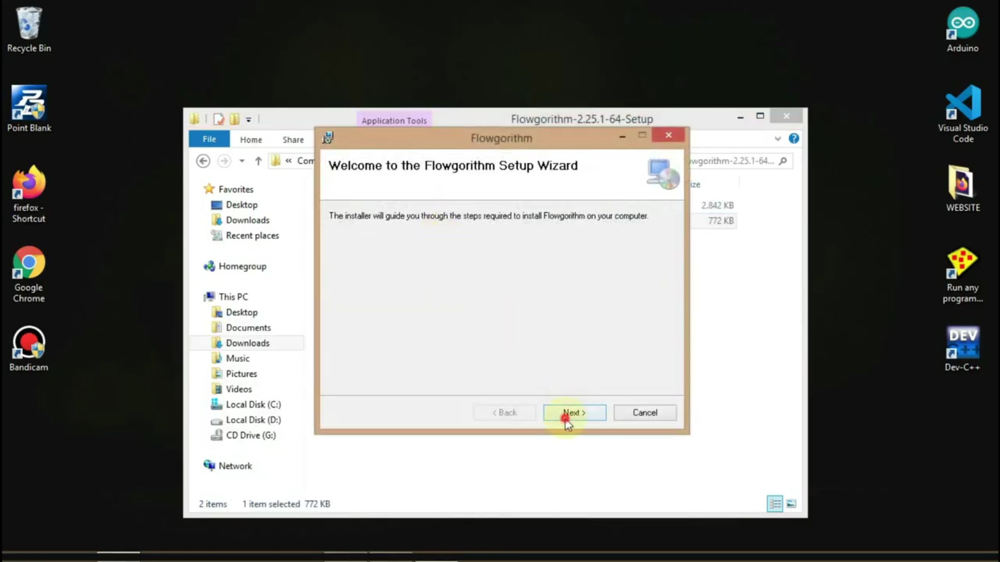 Recycle Bin
Point Blank
firefox -
Shortcut
Google
Chrome
Bandicam
Application Tools
Flowgorithm-2.25.1-64-Setup
File
Home
Share
« Com
wgorithm-2.25.1-64...
Favorites
Desktop
Downloads
Recent places
Homegroup
This PC
Desktop
Documents
Downloads
Music
Pictures
Videos
Local Disk (C:)
Local Disk (D:)
CD Drive (G:)
Network
ize
2.842 KB
772 KB
2 items
1 item selected 772 KB
Flowgorithm
Welcome to the Flowgorithm Setup Wizard
The installer will guide you through the steps required to install Flowgorithm on your computer.
< Back
Next >
Cancel
Arduino
Visual Studio
Code
WEBSITE
Run any
program...
DEV
C++
Dev-C++